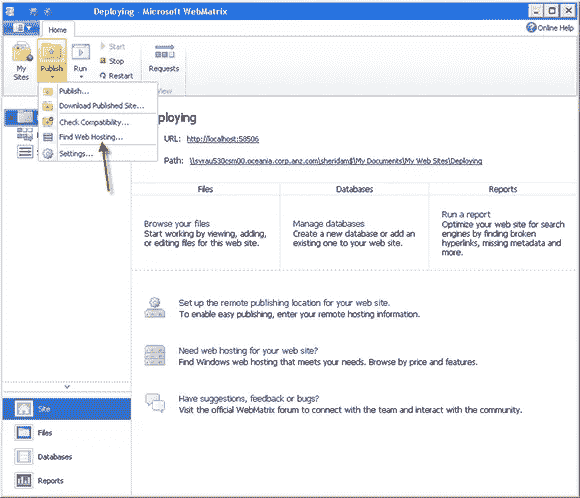 Deploying - Microsoft WebMatrix
Home
Online Help
My Sites
Publish
Run
Start
Stop
Restart
Requests
View
Publish...
Download Published Site...
Check Compatibility...
Find Web Hosting...
Settings...
eploying
URL: http://localhost:58506
Path: \\svrau530csm00.oceania.corp.anz.com\sheridam$\My Documents\My Web Sites\Deploying
Files
Databases
Reports
Browse your files
Start working by viewing, adding,
or editing files for this web site.
Manage databases
Create a new database or add an
existing one to your web site.
Run a report
Optimize your web site for search
engines by finding broken
hyperlinks, missing metadata and
more.
Set up the remote publishing location for your web site.
To enable easy publishing, enter your remote hosting information.
Need web hosting for your web site?
Find Windows web hosting that meets your needs. Browse by price and features.
Have suggestions, feedback or bugs?
Visit the official WebMatrix forum to connect with the team and interact with the community.
Site
Files
Databases
Reports